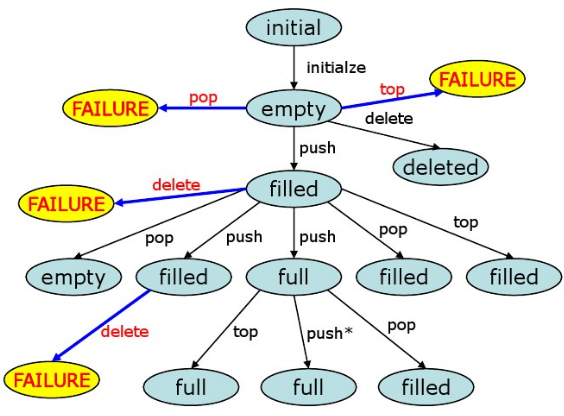 initial
initialze
FAILURE
pop
empty
top
FAILURE
delete
push
deleted
FAILURE
delete
filled
pop
push
push
pop
top
empty
filled
full
filled
filled
delete
top
push*
pop
FAILURE
full
full
filled